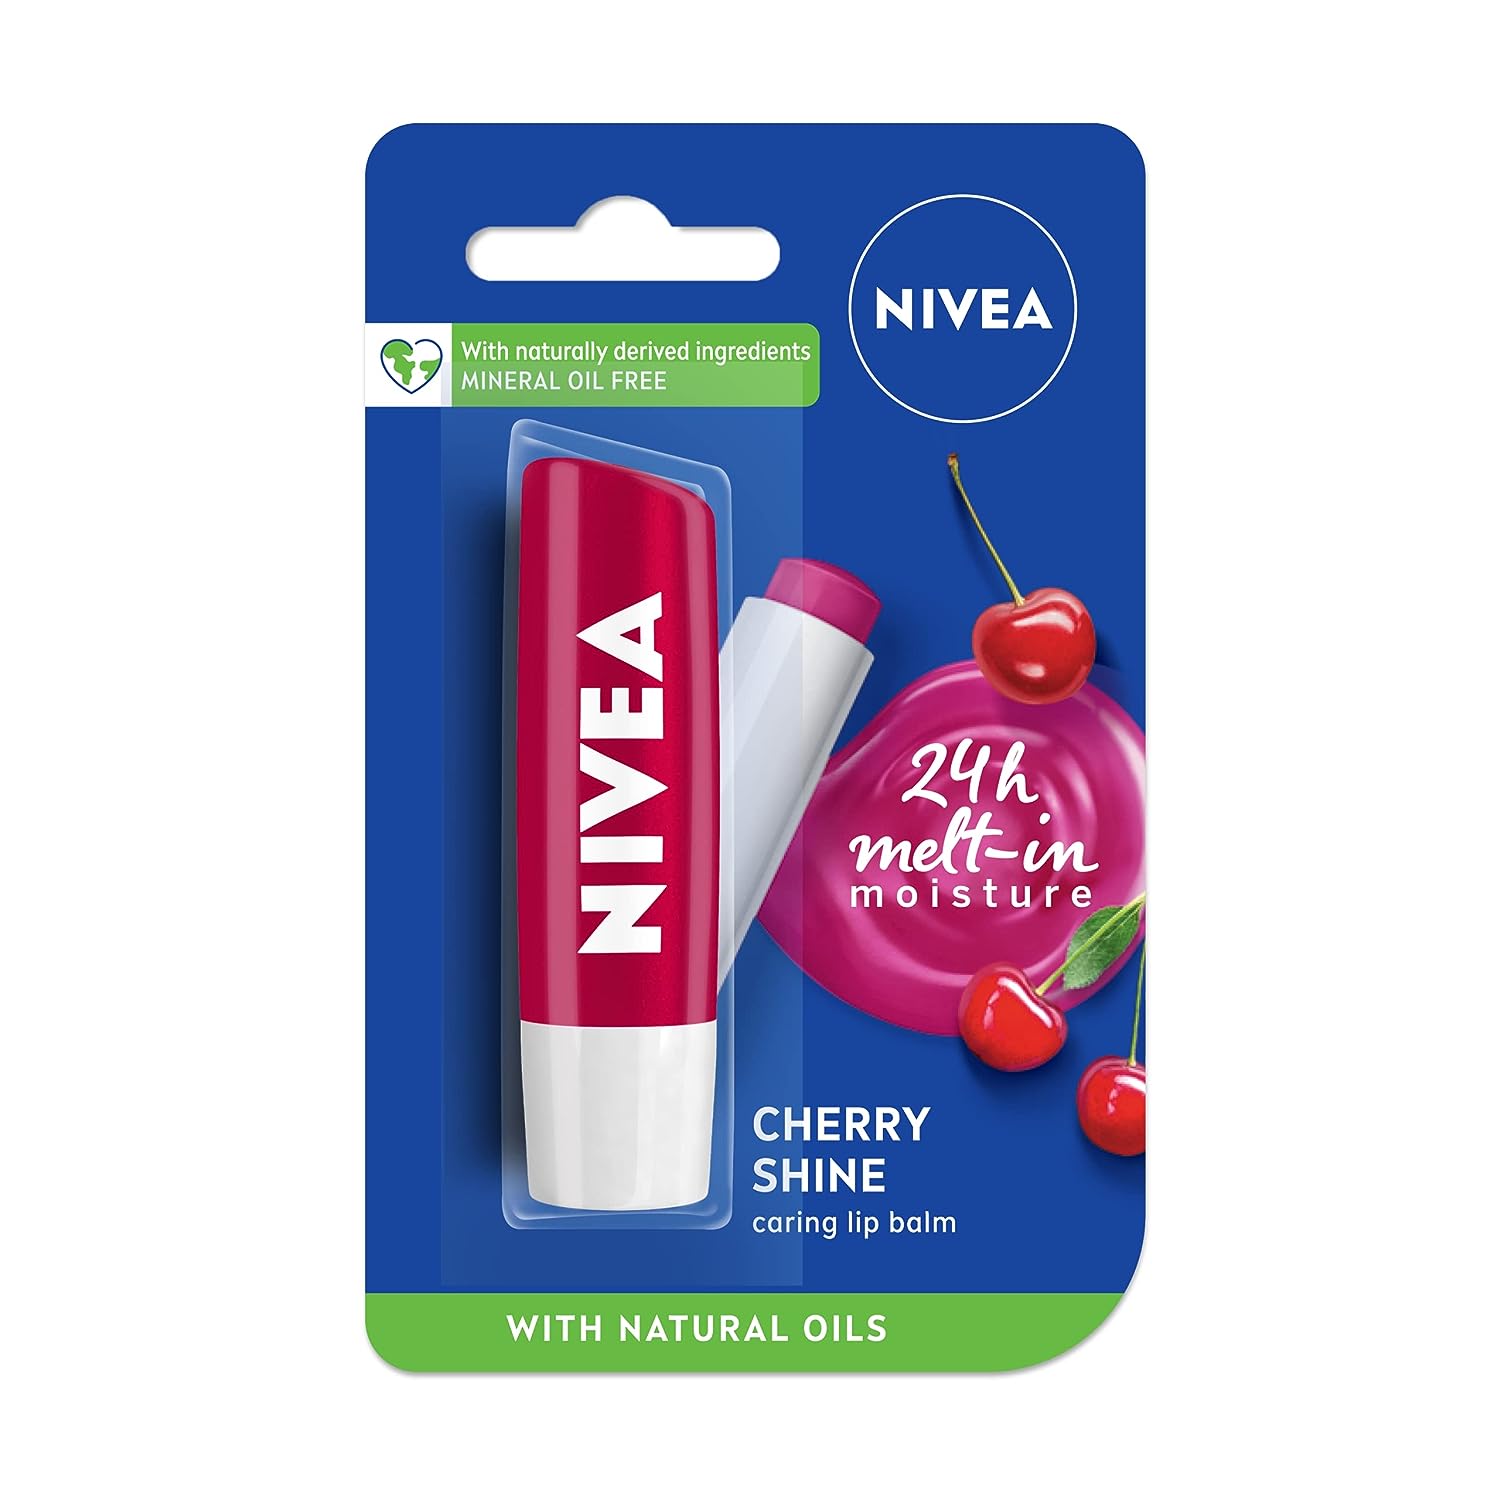 NIVEA
With naturally derived ingredients
MINERAL OIL FREE
NIVEA
24h
melt-in
moisture
CHERRY
SHINE
caring lip balm
WITH NATURAL OILS